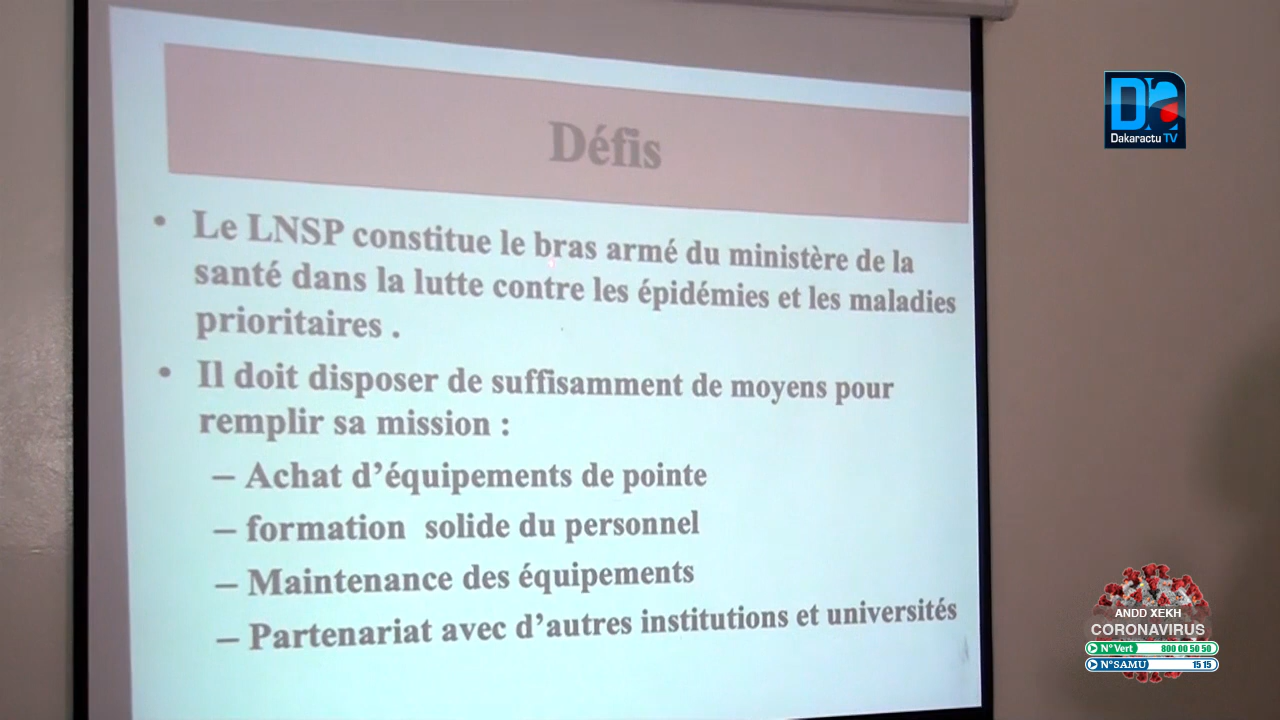 Défis
• Le LNSP constitue le bras armé du ministère de la
santé dans la lutte contre les épidémies et les maladies
prioritaires .
• Il doit disposer de suffisamment de moyens pour
remplir sa mission :
– Achat d’équipements de pointe
– formation solide du personnel
– Maintenance des équipements
– Partenariat avec d’autres institutions et universités
Dakaractu TV
ANDD XEKH
CORONAVIRUS
N°Vert 800 00 50 50
N°SAMU 15 15